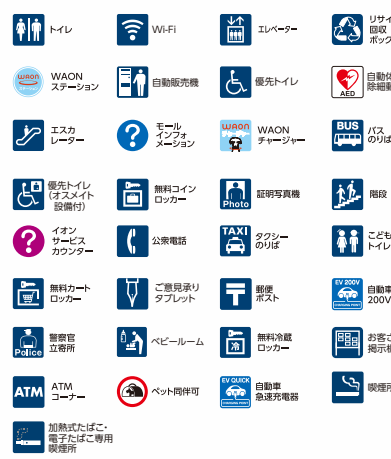 トイレ
Wi-Fi
エレベーター
リサイ
回収
ボック
WAON
WAON
ステーション
自動販売機
優先トイレ
AED
自動体
除細動
エスカ
レーター
?
モール
インフォ
メーション
WAON
WAON
チャージャー
BUS
バス
のりば
優先トイレ
(オスメイト
設備付)
無料コイン
ロッカー
Photo
証明写真機
階段
?
イオン
サービス
カウンター
公衆電話
TAXI
タクシー
のりば
こども
トイレ
無料カート
ロッカー
ご意見承り
タブレット
郵便
ポスト
EV 200V
自動車
200V
Police
警察官
立寄所
ベビールーム
冷
無料冷蔵
ロッカー
お客さ
掲示板
ATM
ATM
コーナー
ペット同伴可
EV QUICK
自動車
急速充電器
喫煙所
加熱式たばこ・
電子たばこ専用
喫煙所